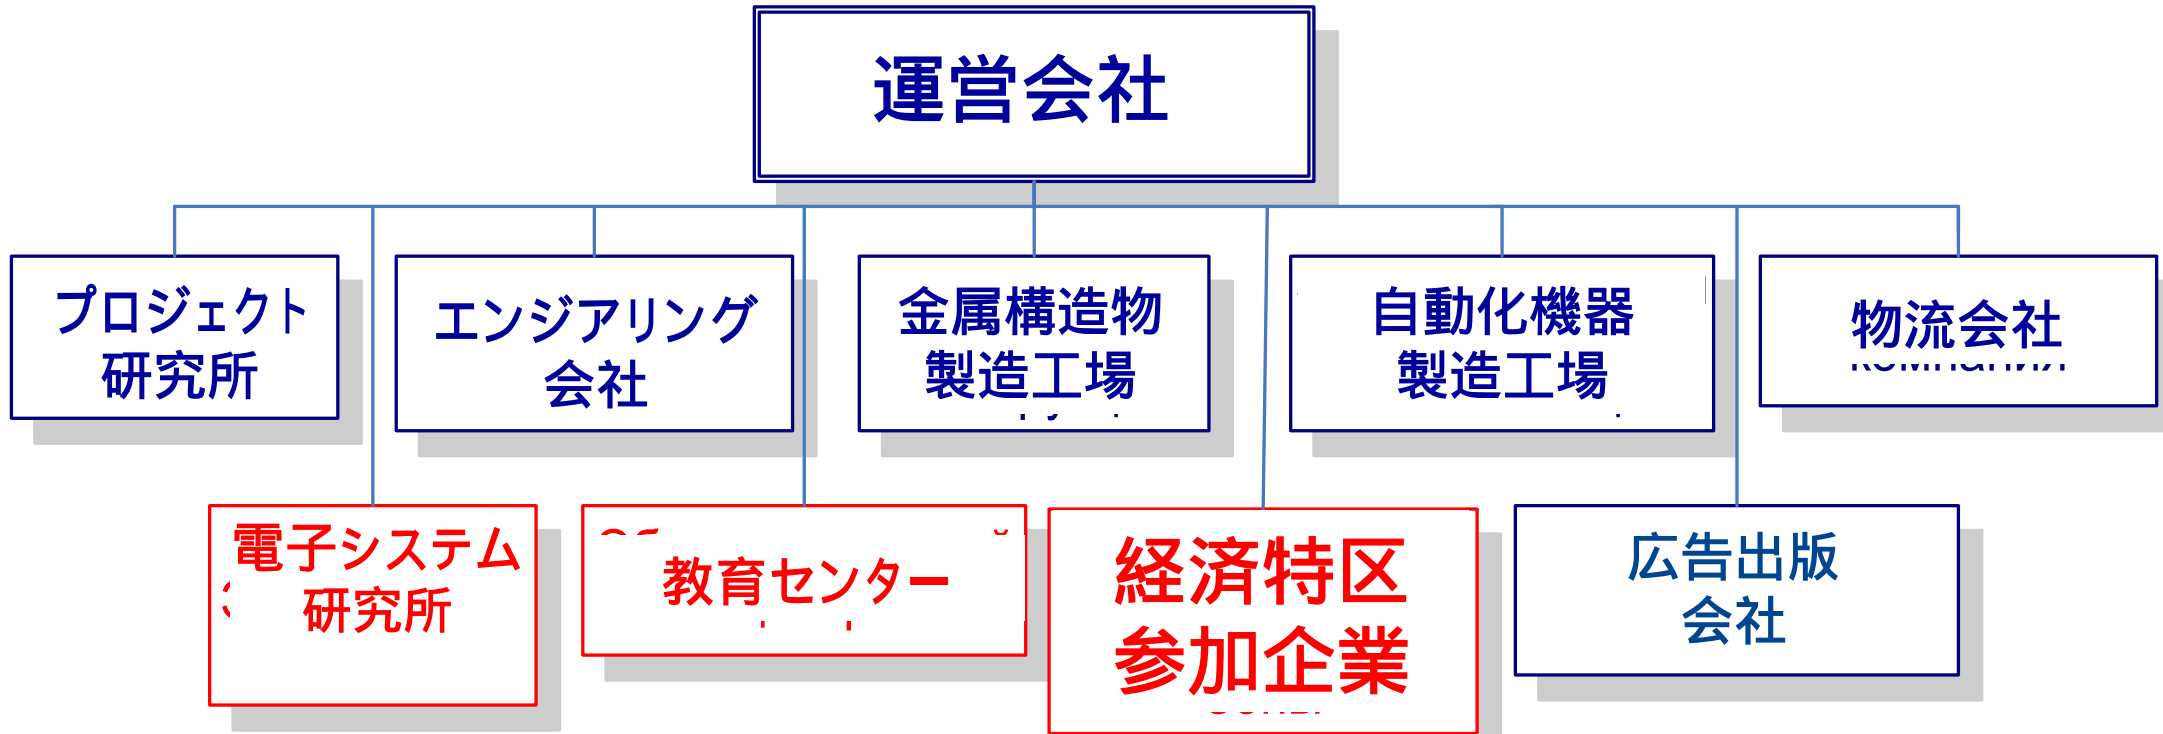 運営会社
プロジェクト
研究所
エンジアリング
会社
金属構造物
製造工場
自動化機器
製造工場
物流会社
電子システム
研究所
教育センター
経済特区
参加企業
広告出版
会社